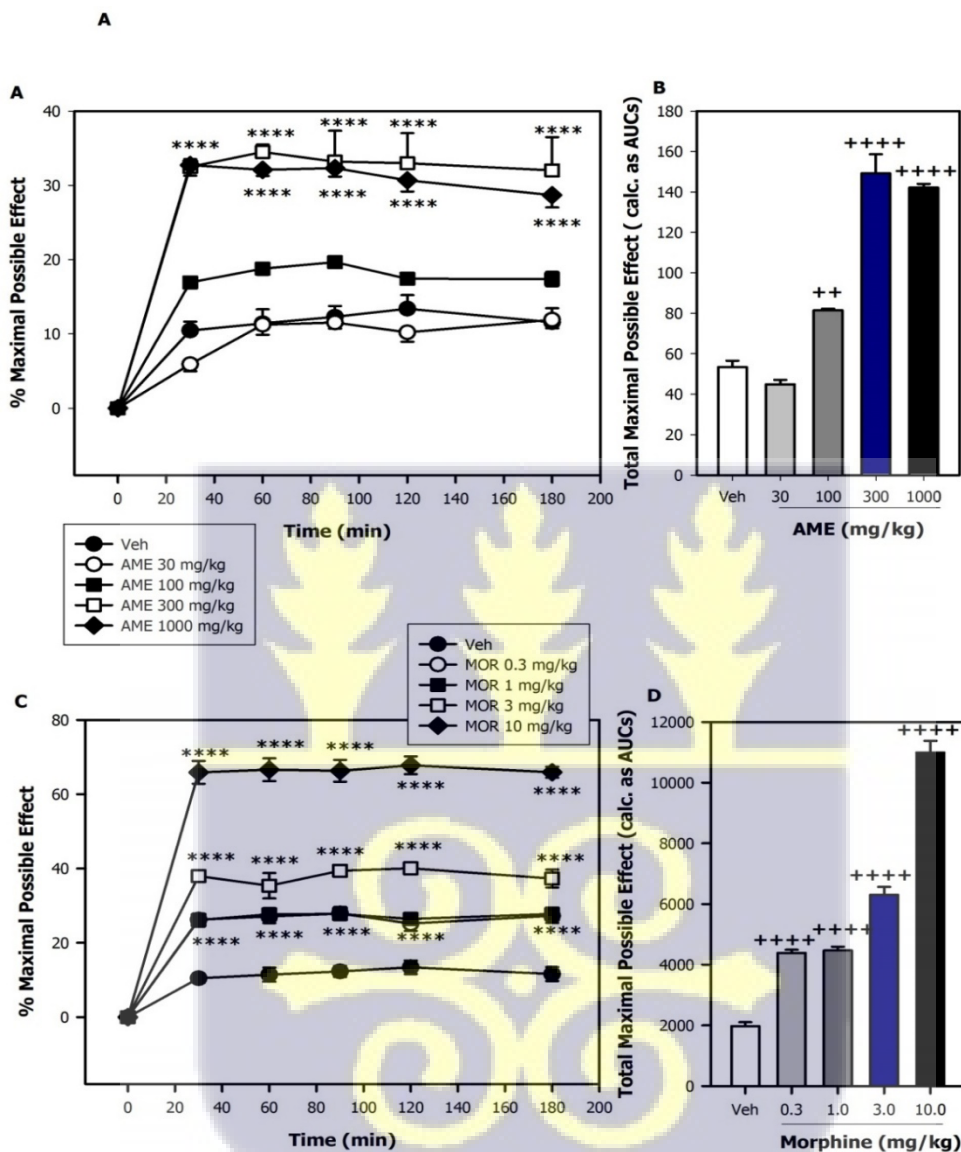 A
A
% Maximal Possible Effect
40
30
20
10
0
**** **** **** **** ****
**** **** **** ****
0 20 40 60 80 100 120 140 160 180 200
Time (min)
Veh
AME 30 mg/kg
AME 100 mg/kg
AME 300 mg/kg
AME 1000 mg/kg
B
Total Maximal Possible Effect ( calc. as AUCs)
180
160
140
120
100
80
60
40
20
0
++
++++
++++
Veh 30 100 300 1000
AME (mg/kg)
Veh
MOR 0.3 mg/kg
MOR 1 mg/kg
MOR 3 mg/kg
MOR 10 mg/kg
C
% Maximal Possible Effect
80
60
40
20
0
**** **** **** **** ****
**** **** **** **** ****
**** **** **** **** ****
0 20 40 60 80 100 120 140 160 180 200
Time (min)
D
Total Maximal Possible Effect (calc. as AUCs)
12000
10000
8000
6000
4000
2000
0
++++
++++
++++
++++
Veh 0.3 1.0 3.0 10.0
Morphine (mg/kg)